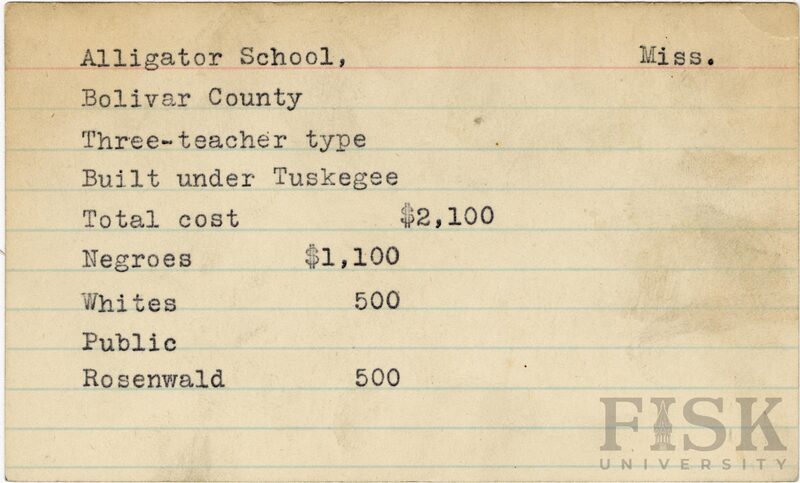 Alligator School, Miss.
Bolivar County
Three-teacher type
Built under Tuskegee
Total cost $2,100
Negroes $1,100
Whites 500
Public
Rosenwald 500
FISK
UNIVERSITY